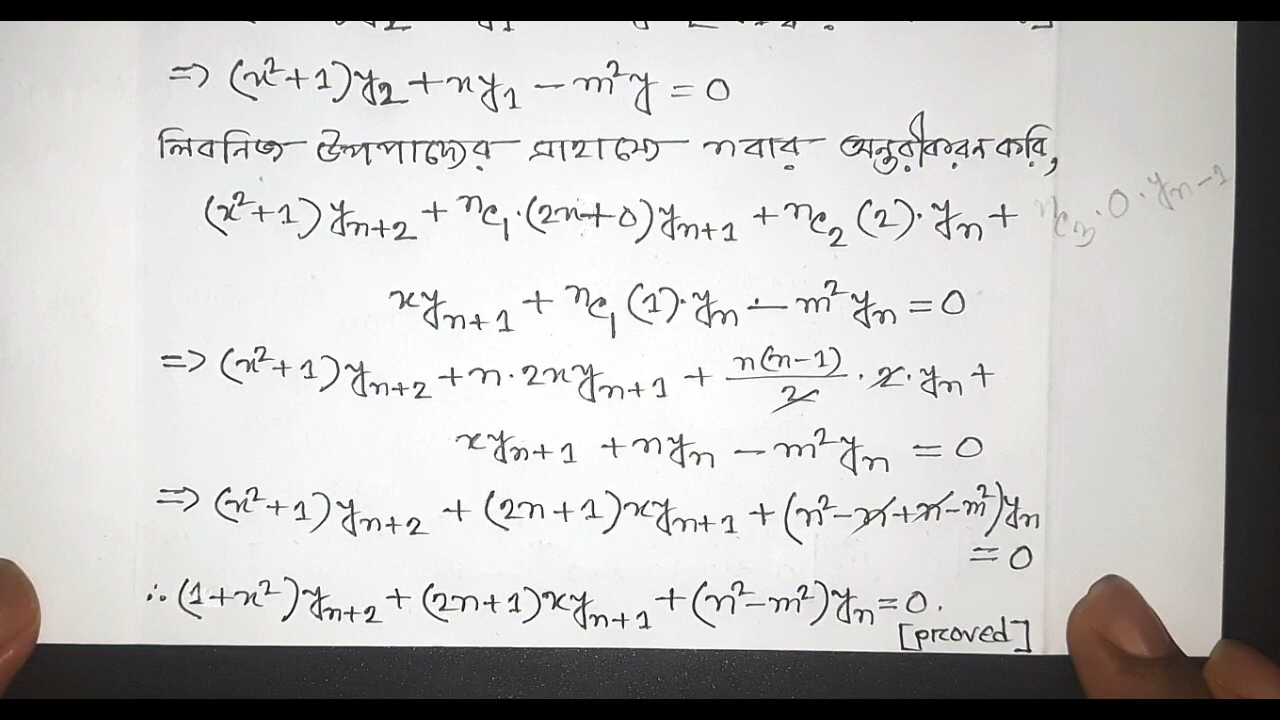 => (x²+1)y₂ + xy₁ - m²y = 0
লিবনিজ উপপাদ্যের সাহায্যে n বার অন্তরীকরন করি,
(x²+1)yₙ₊₂ + ⁿC₁·(2x+0)yₙ₊₁ + ⁿC₂(2)·yₙ + ⁿC₃·0·yₙ₋₁
xyₙ₊₁ + ⁿC₁(1)·yₙ - m²yₙ = 0
=> (x²+1)yₙ₊₂ + n·2xyₙ₊₁ + n(n-1)/2 · 2·yₙ +
xyₙ₊₁ + nyₙ - m²yₙ = 0
=> (x²+1)yₙ₊₂ + (2n+1)xyₙ₊₁ + (n²-n+n-m²)yₙ
= 0
∴ (1+x²)yₙ₊₂ + (2n+1)xyₙ₊₁ + (n²-m²)yₙ = 0.
[proved]